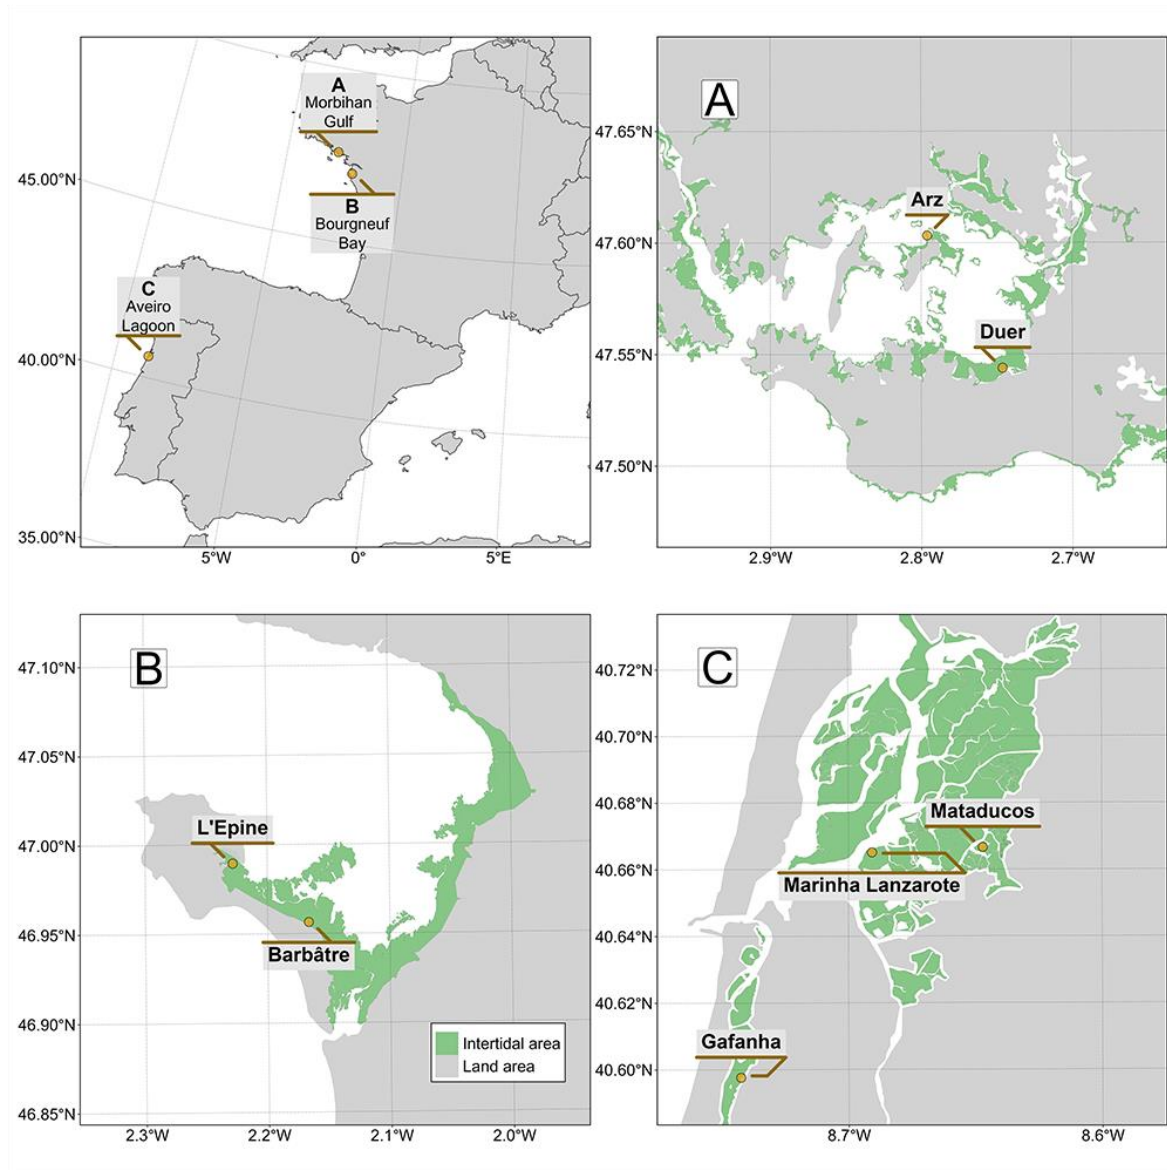 A
Morbihan
Gulf
B
Bourgneuf
Bay
C
Aveiro
Lagoon
45.00°N
40.00°N
35.00°N
5°W
0°
5°E
A
Arz
Duer
47.65°N
47.60°N
47.55°N
47.50°N
2.9°W
2.8°W
2.7°W
B
L'Epine
Barbâtre
47.10°N
47.05°N
47.00°N
46.95°N
46.90°N
46.85°N
2.3°W
2.2°W
2.1°W
2.0°W
Intertidal area
Land area
C
Mataducos
Marinha Lanzarote
Gafanha
40.72°N
40.70°N
40.68°N
40.66°N
40.64°N
40.62°N
40.60°N
8.7°W
8.6°W